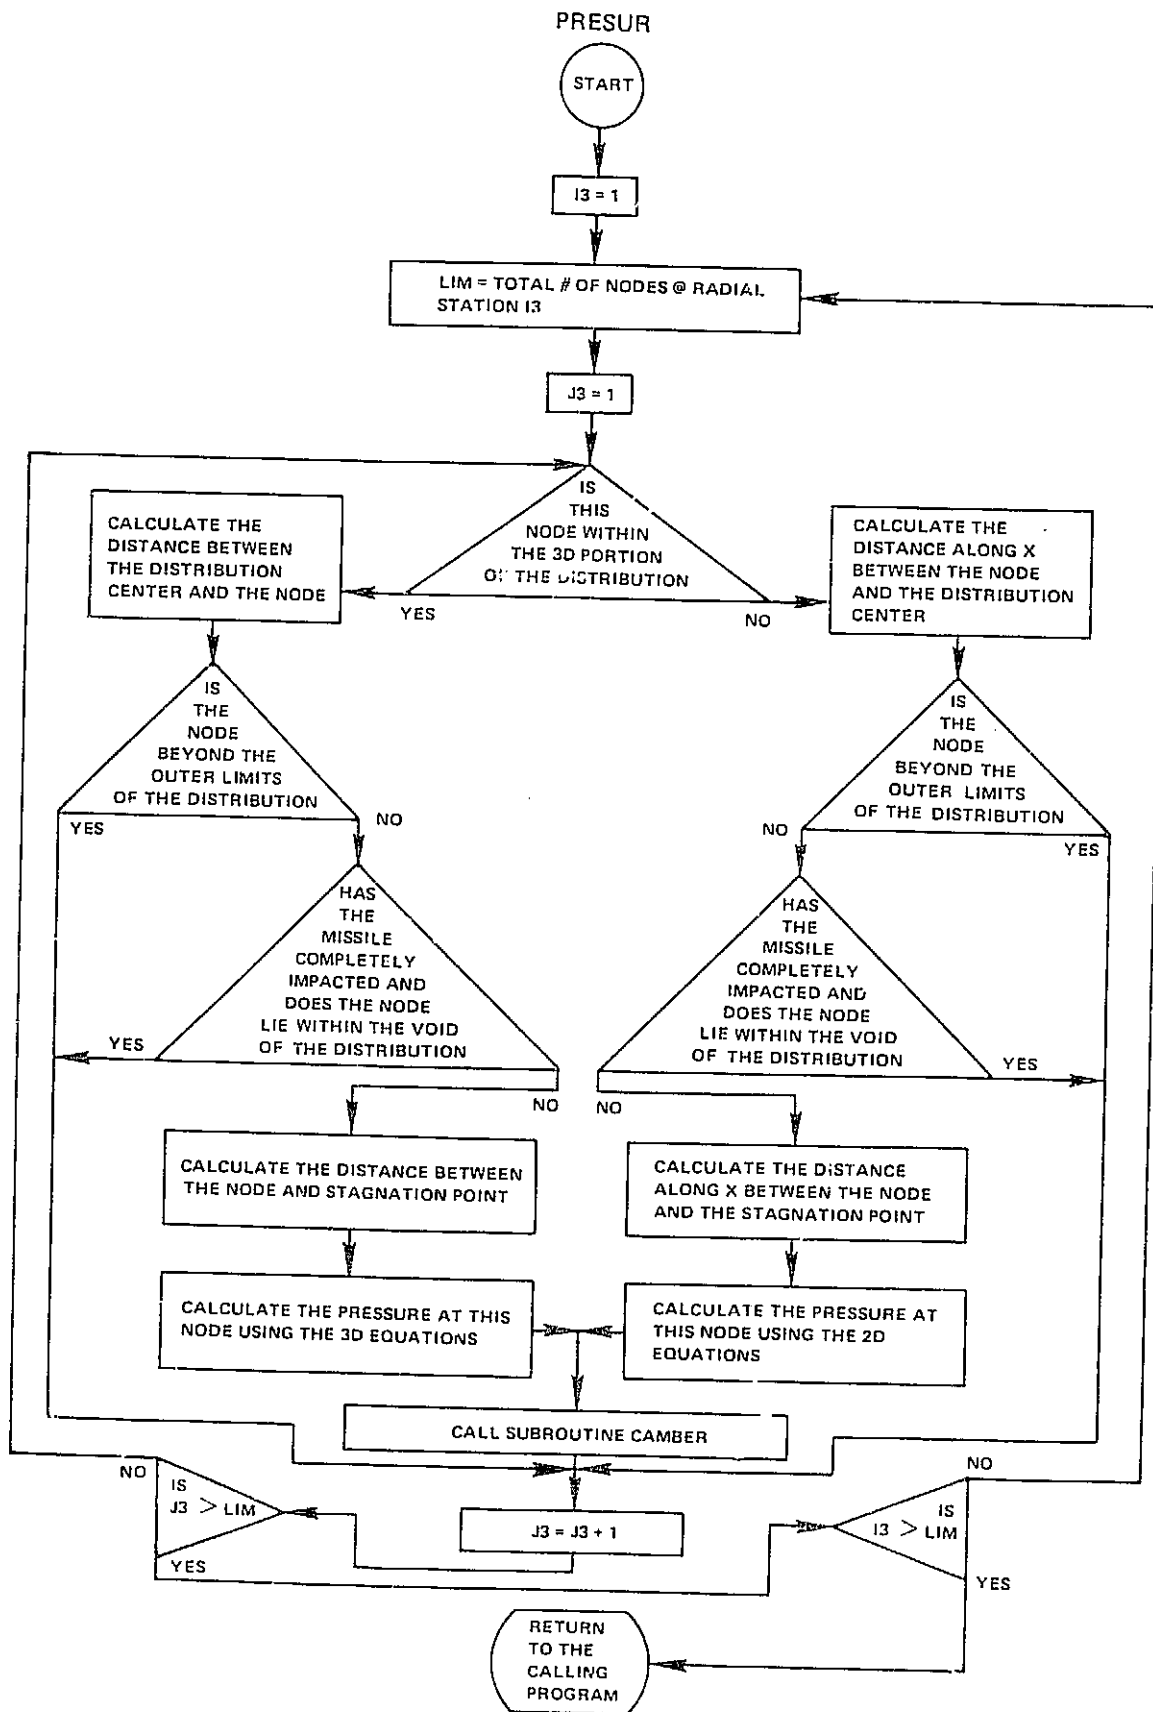 PRESUR
START
I3 = 1
LIM = TOTAL # OF NODES @ RADIAL
STATION I3
J3 = 1
IS
THIS
NODE WITHIN
THE 3D PORTION
OF THE DISTRIBUTION
YES
NO
CALCULATE THE
DISTANCE BETWEEN
THE DISTRIBUTION
CENTER AND THE NODE
CALCULATE THE
DISTANCE ALONG X
BETWEEN THE NODE
AND THE DISTRIBUTION
CENTER
IS
THE
NODE
BEYOND THE
OUTER LIMITS
OF THE DISTRIBUTION
YES
NO
IS
THE
NODE
BEYOND THE
OUTER LIMITS
OF THE DISTRIBUTION
NO
YES
HAS
THE
MISSILE
COMPLETELY
IMPACTED AND
DOES THE NODE
LIE WITHIN THE VOID
OF THE DISTRIBUTION
YES
NO
HAS
THE
MISSILE
COMPLETELY
IMPACTED AND
DOES THE NODE
LIE WITHIN THE VOID
OF THE DISTRIBUTION
YES
NO
CALCULATE THE DISTANCE BETWEEN
THE NODE AND STAGNATION POINT
CALCULATE THE DISTANCE
ALONG X BETWEEN THE NODE
AND THE STAGNATION POINT
CALCULATE THE PRESSURE AT THIS
NODE USING THE 3D EQUATIONS
CALCULATE THE PRESSURE AT
THIS NODE USING THE 2D
EQUATIONS
CALL SUBROUTINE CAMBER
J3 = J3 + 1
NO
IS
J3 > LIM
YES
NO
IS
I3 > LIM
YES
RETURN
TO THE
CALLING
PROGRAM